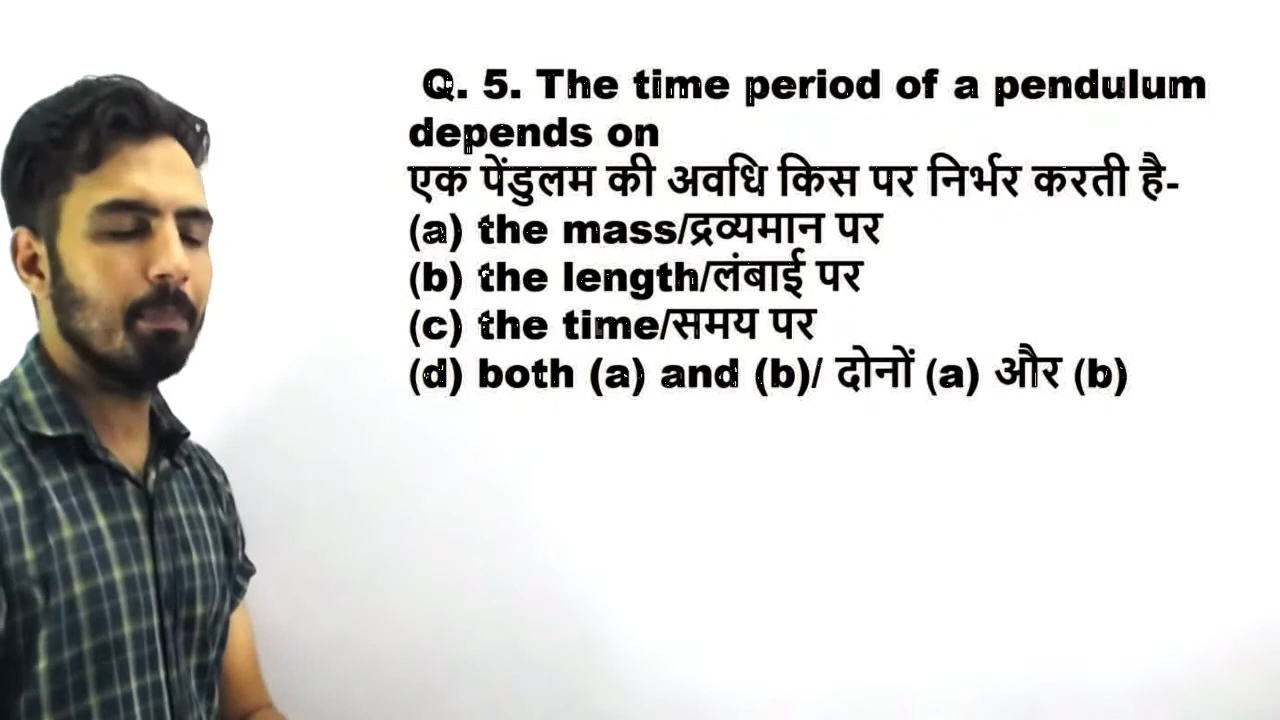 Q. 5. The time period of a pendulum
depends on
एक पेंडुलम की अवधि किस पर निर्भर करती है-
(a) the mass/द्रव्यमान पर
(b) the length/लंबाई पर
(c) the time/समय पर
(d) both (a) and (b)/ दोनों (a) और (b)